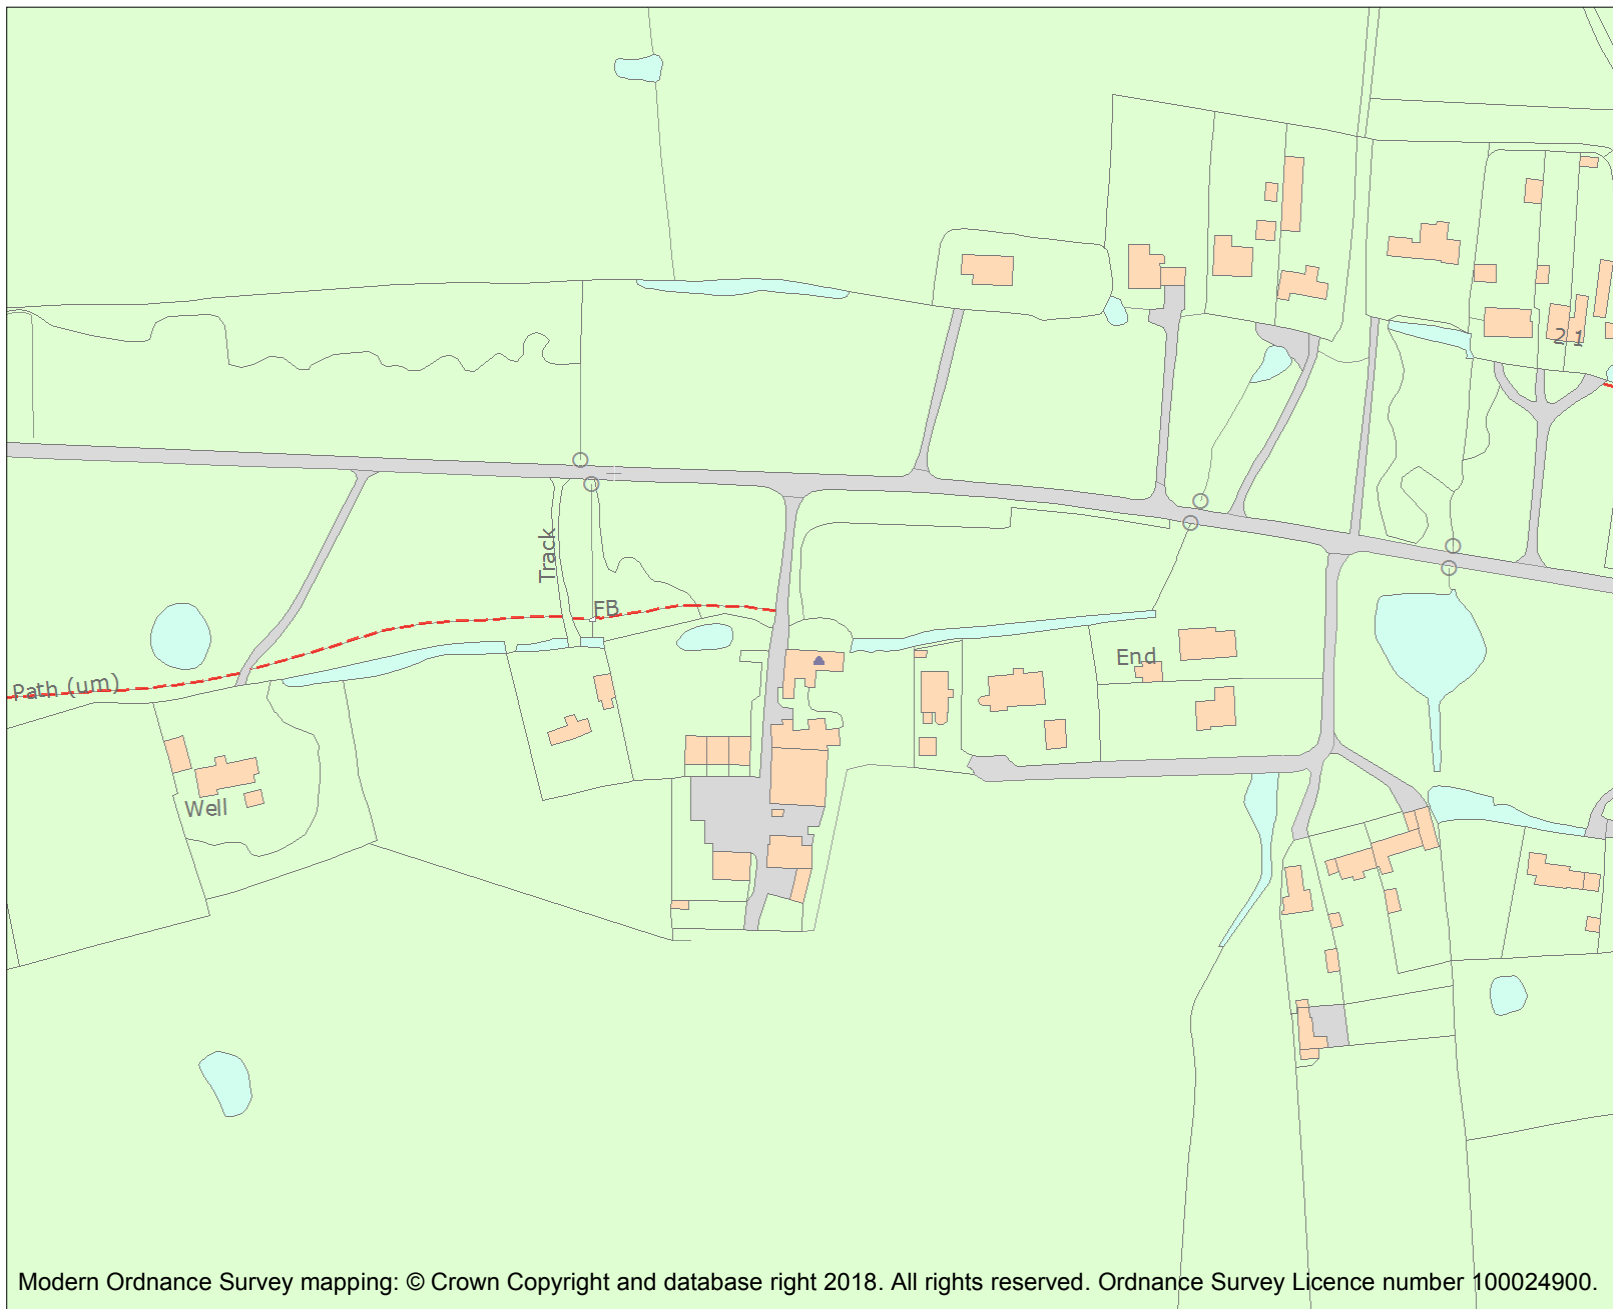 2 1
Track
FB
End
Path (um)
Well
Modern Ordnance Survey mapping: © Crown Copyright and database right 2018. All rights reserved. Ordnance Survey Licence number 100024900.